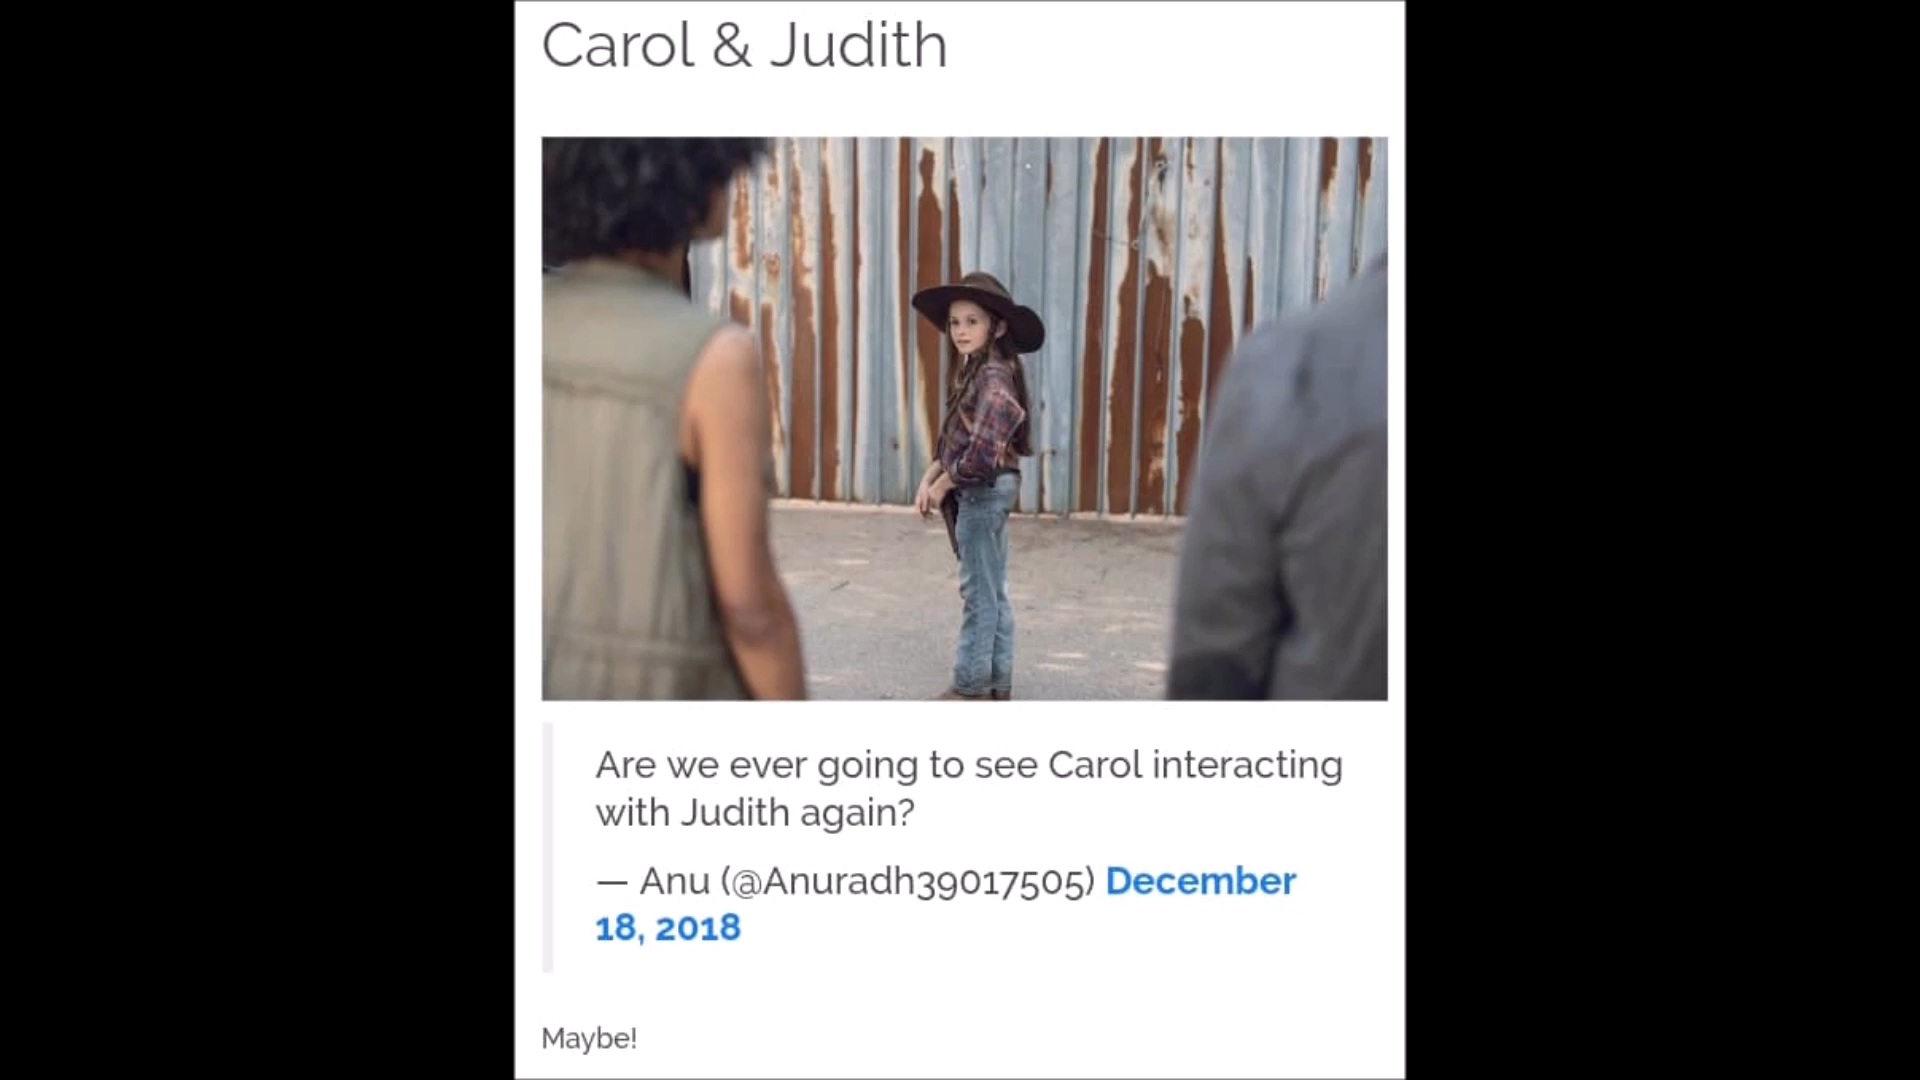 Carol & Judith
Are we ever going to see Carol interacting
with Judith again?
— Anu (@Anuradh39017505) December
18, 2018
Maybe!